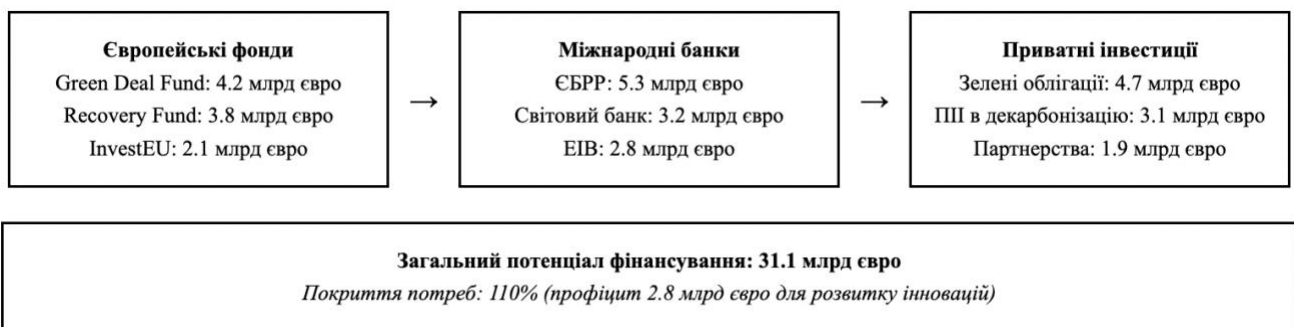 Європейські фонди
Green Deal Fund: 4.2 млрд євро
Recovery Fund: 3.8 млрд євро
InvestEU: 2.1 млрд євро
→
Міжнародні банки
ЄБРР: 5.3 млрд євро
Світовий банк: 3.2 млрд євро
EIB: 2.8 млрд євро
→
Приватні інвестиції
Зелені облігації: 4.7 млрд євро
ПІІ в декарбонізацію: 3.1 млрд євро
Партнерства: 1.9 млрд євро
Загальний потенціал фінансування: 31.1 млрд євро
Покриття потреб: 110% (профіцит 2.8 млрд євро для розвитку інновацій)